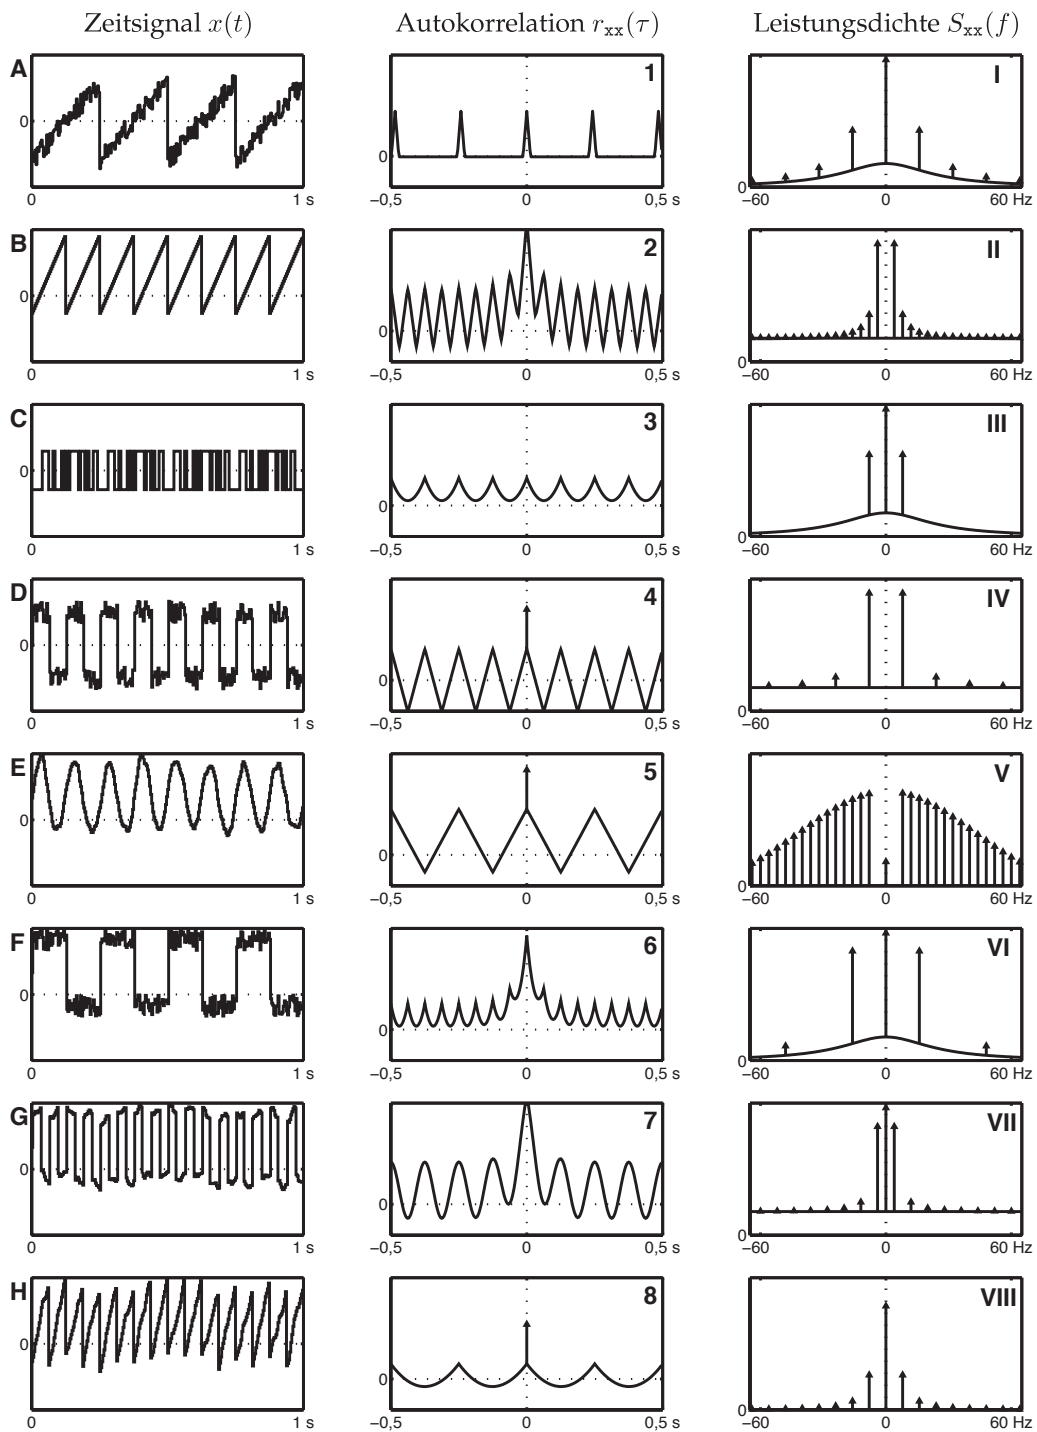 Zeitsignal x(t) Autokorrelation rxx(τ) Leistungsdichte Sxx(f)
A 0 0 1 s 1 0 −0,5 0 0,5 s I 0 −60 0 60 Hz
B 0 0 1 s 2 0 −0,5 0 0,5 s II 0 −60 0 60 Hz
C 0 0 1 s 3 0 −0,5 0 0,5 s III 0 −60 0 60 Hz
D 0 0 1 s 4 0 −0,5 0 0,5 s IV 0 −60 0 60 Hz
E 0 0 1 s 5 0 −0,5 0 0,5 s V 0 −60 0 60 Hz
F 0 0 1 s 6 0 −0,5 0 0,5 s VI 0 −60 0 60 Hz
G 0 0 1 s 7 0 −0,5 0 0,5 s VII 0 −60 0 60 Hz
H 0 0 1 s 8 0 −0,5 0 0,5 s VIII 0 −60 0 60 Hz